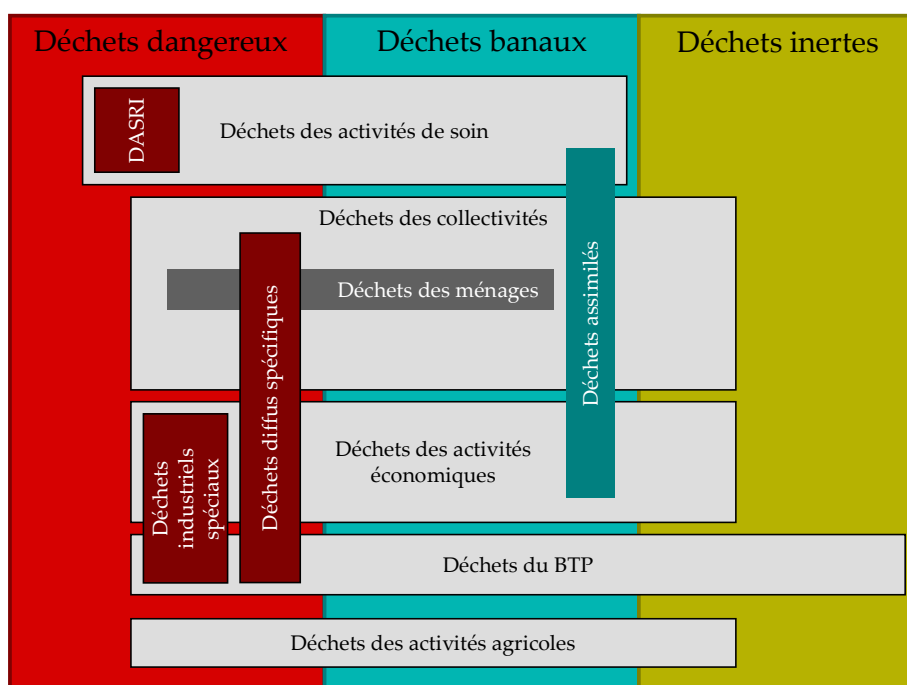 Déchets dangereux
Déchets banaux
Déchets inertes
DASRI
Déchets des activités de soin
Déchets des collectivités
Déchets des ménages
Déchets assimilés
Déchets diffus spécifiques
Déchets
industriels
spéciaux
Déchets des activités
économiques
Déchets du BTP
Déchets des activités agricoles